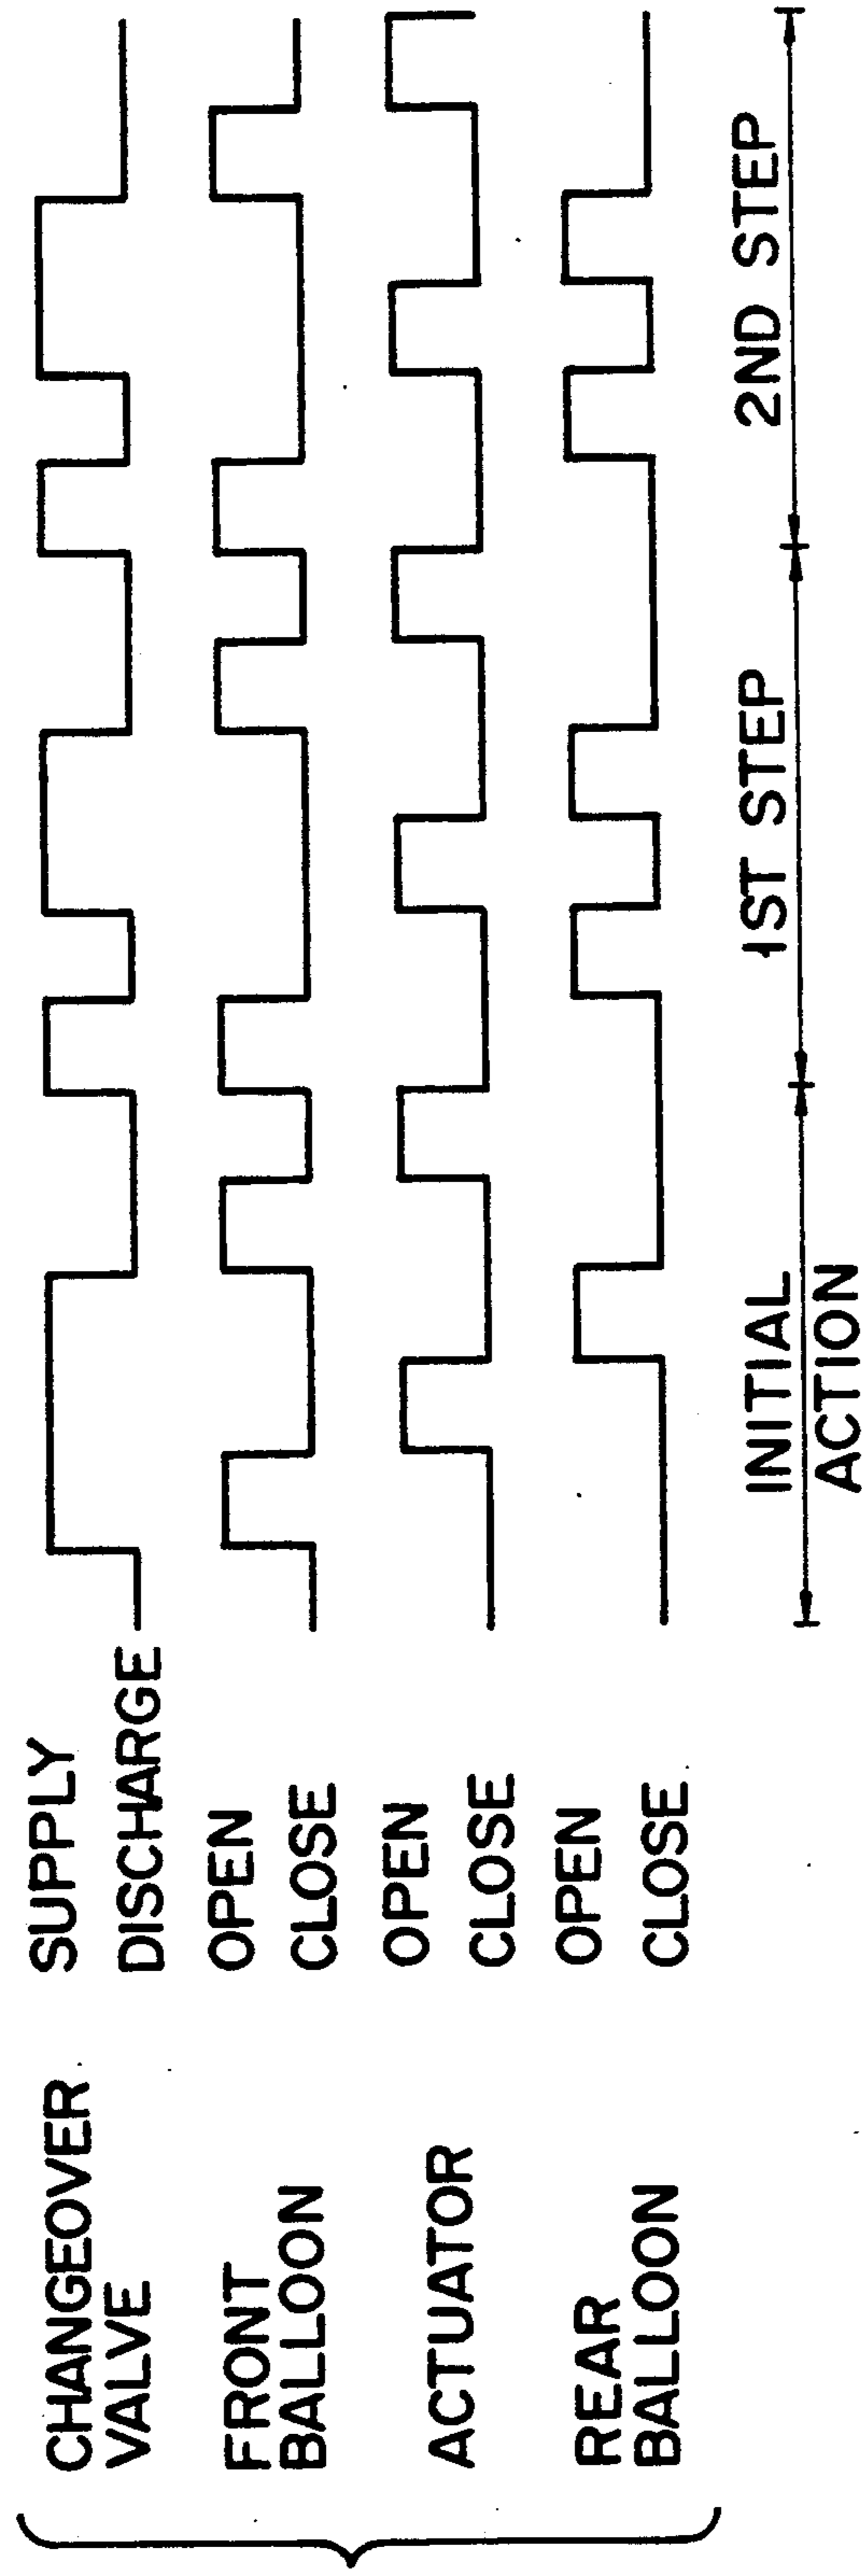 CHANGEOVER
VALVE
SUPPLY
DISCHARGE
FRONT
BALLOON
OPEN
CLOSE
ACTUATOR
OPEN
CLOSE
REAR
BALLOON
OPEN
CLOSE
INITIAL
ACTION
1ST STEP
2ND STEP